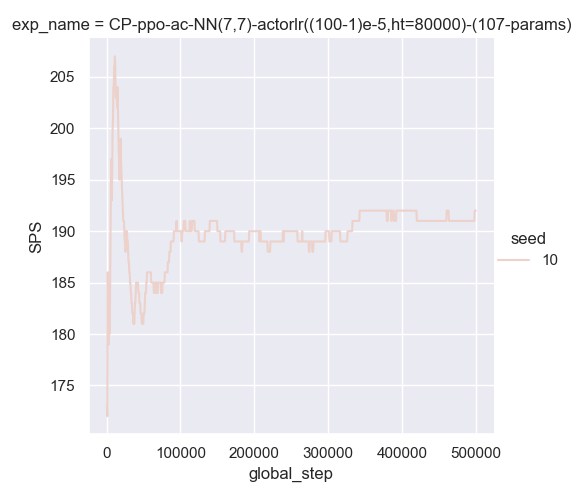 exp_name = CP-ppo-ac-NN(7,7)-actorlr((100-1)e-5,ht=80000)-(107-params)
205
200
195
190
185
180
175
SPS
0 100000 200000 300000 400000 500000
global_step
seed
10